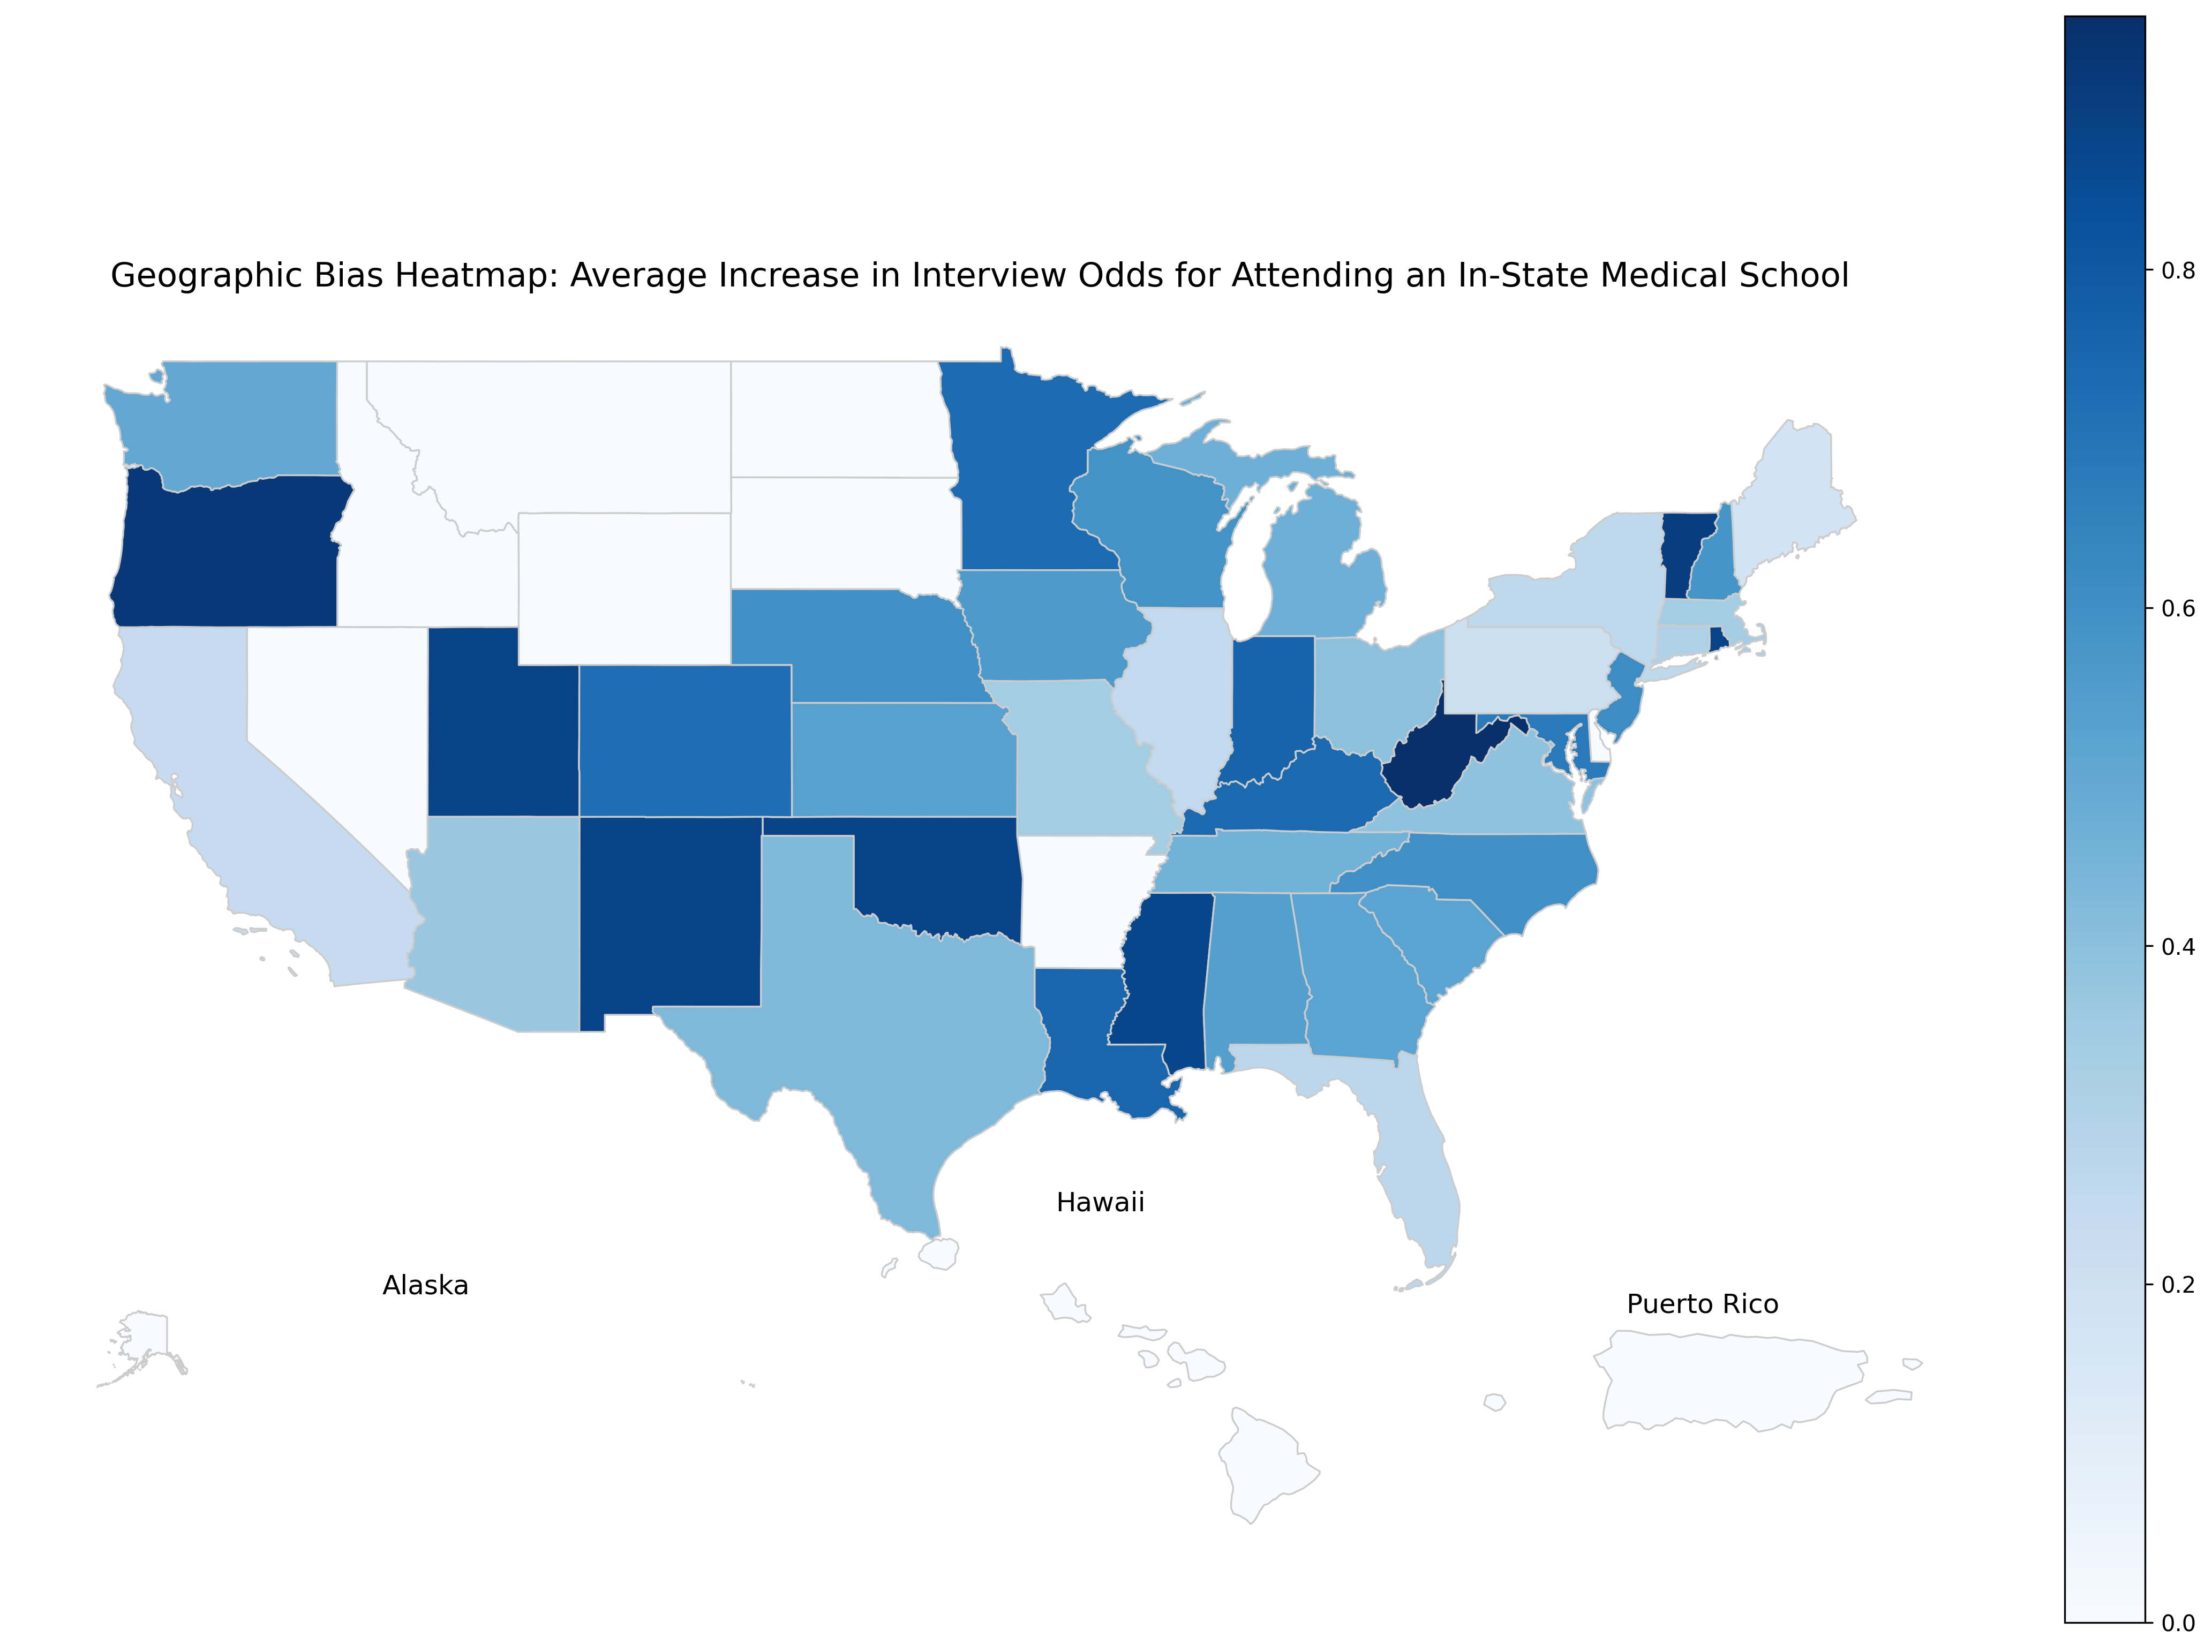 Geographic Bias Heatmap: Average Increase in Interview Odds for Attending an In-State Medical School
0.8
0.6
0.4
0.2
0.0
Hawaii
Alaska
Puerto Rico